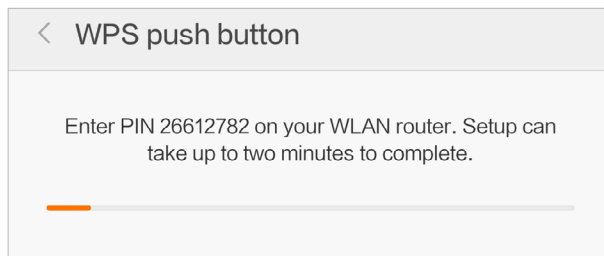 WPS push button
Enter PIN 26612782 on your WLAN router. Setup can
take up to two minutes to complete.